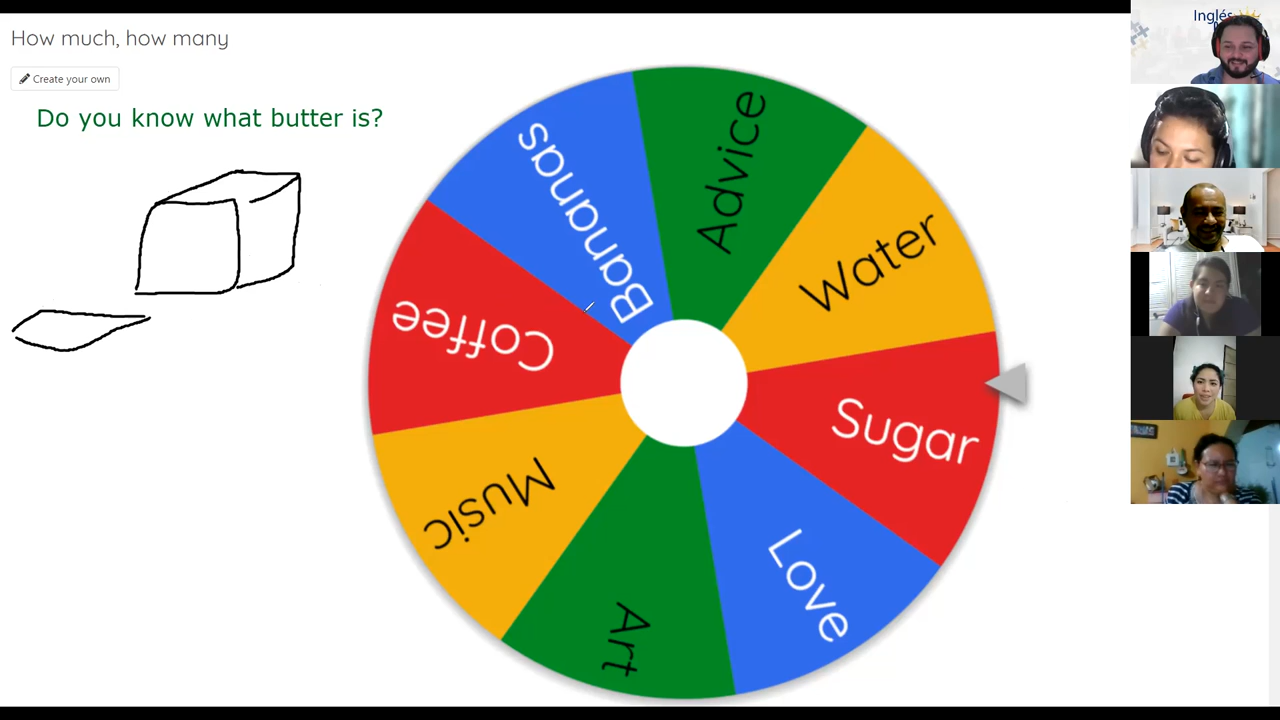 How much, how many
Create your own
Do you know what butter is?
Advice
Water
Sugar
Love
Art
Music
Coffee
Bananas
Inglés